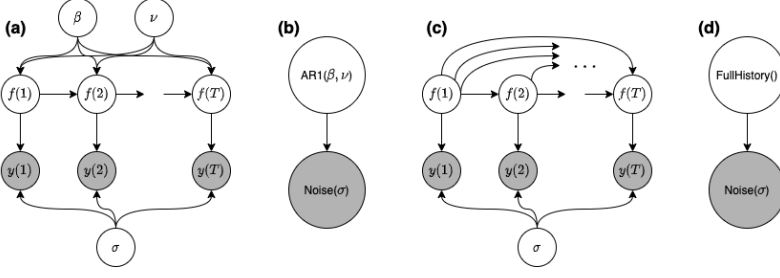 (a)
β
ν
f(1)
f(2)
f(T)
y(1)
y(2)
y(T)
σ
(b)
AR1(β, ν)
Noise(σ)
(c)
f(1)
f(2)
...
f(T)
y(1)
y(2)
y(T)
σ
(d)
FullHistory()
Noise(σ)